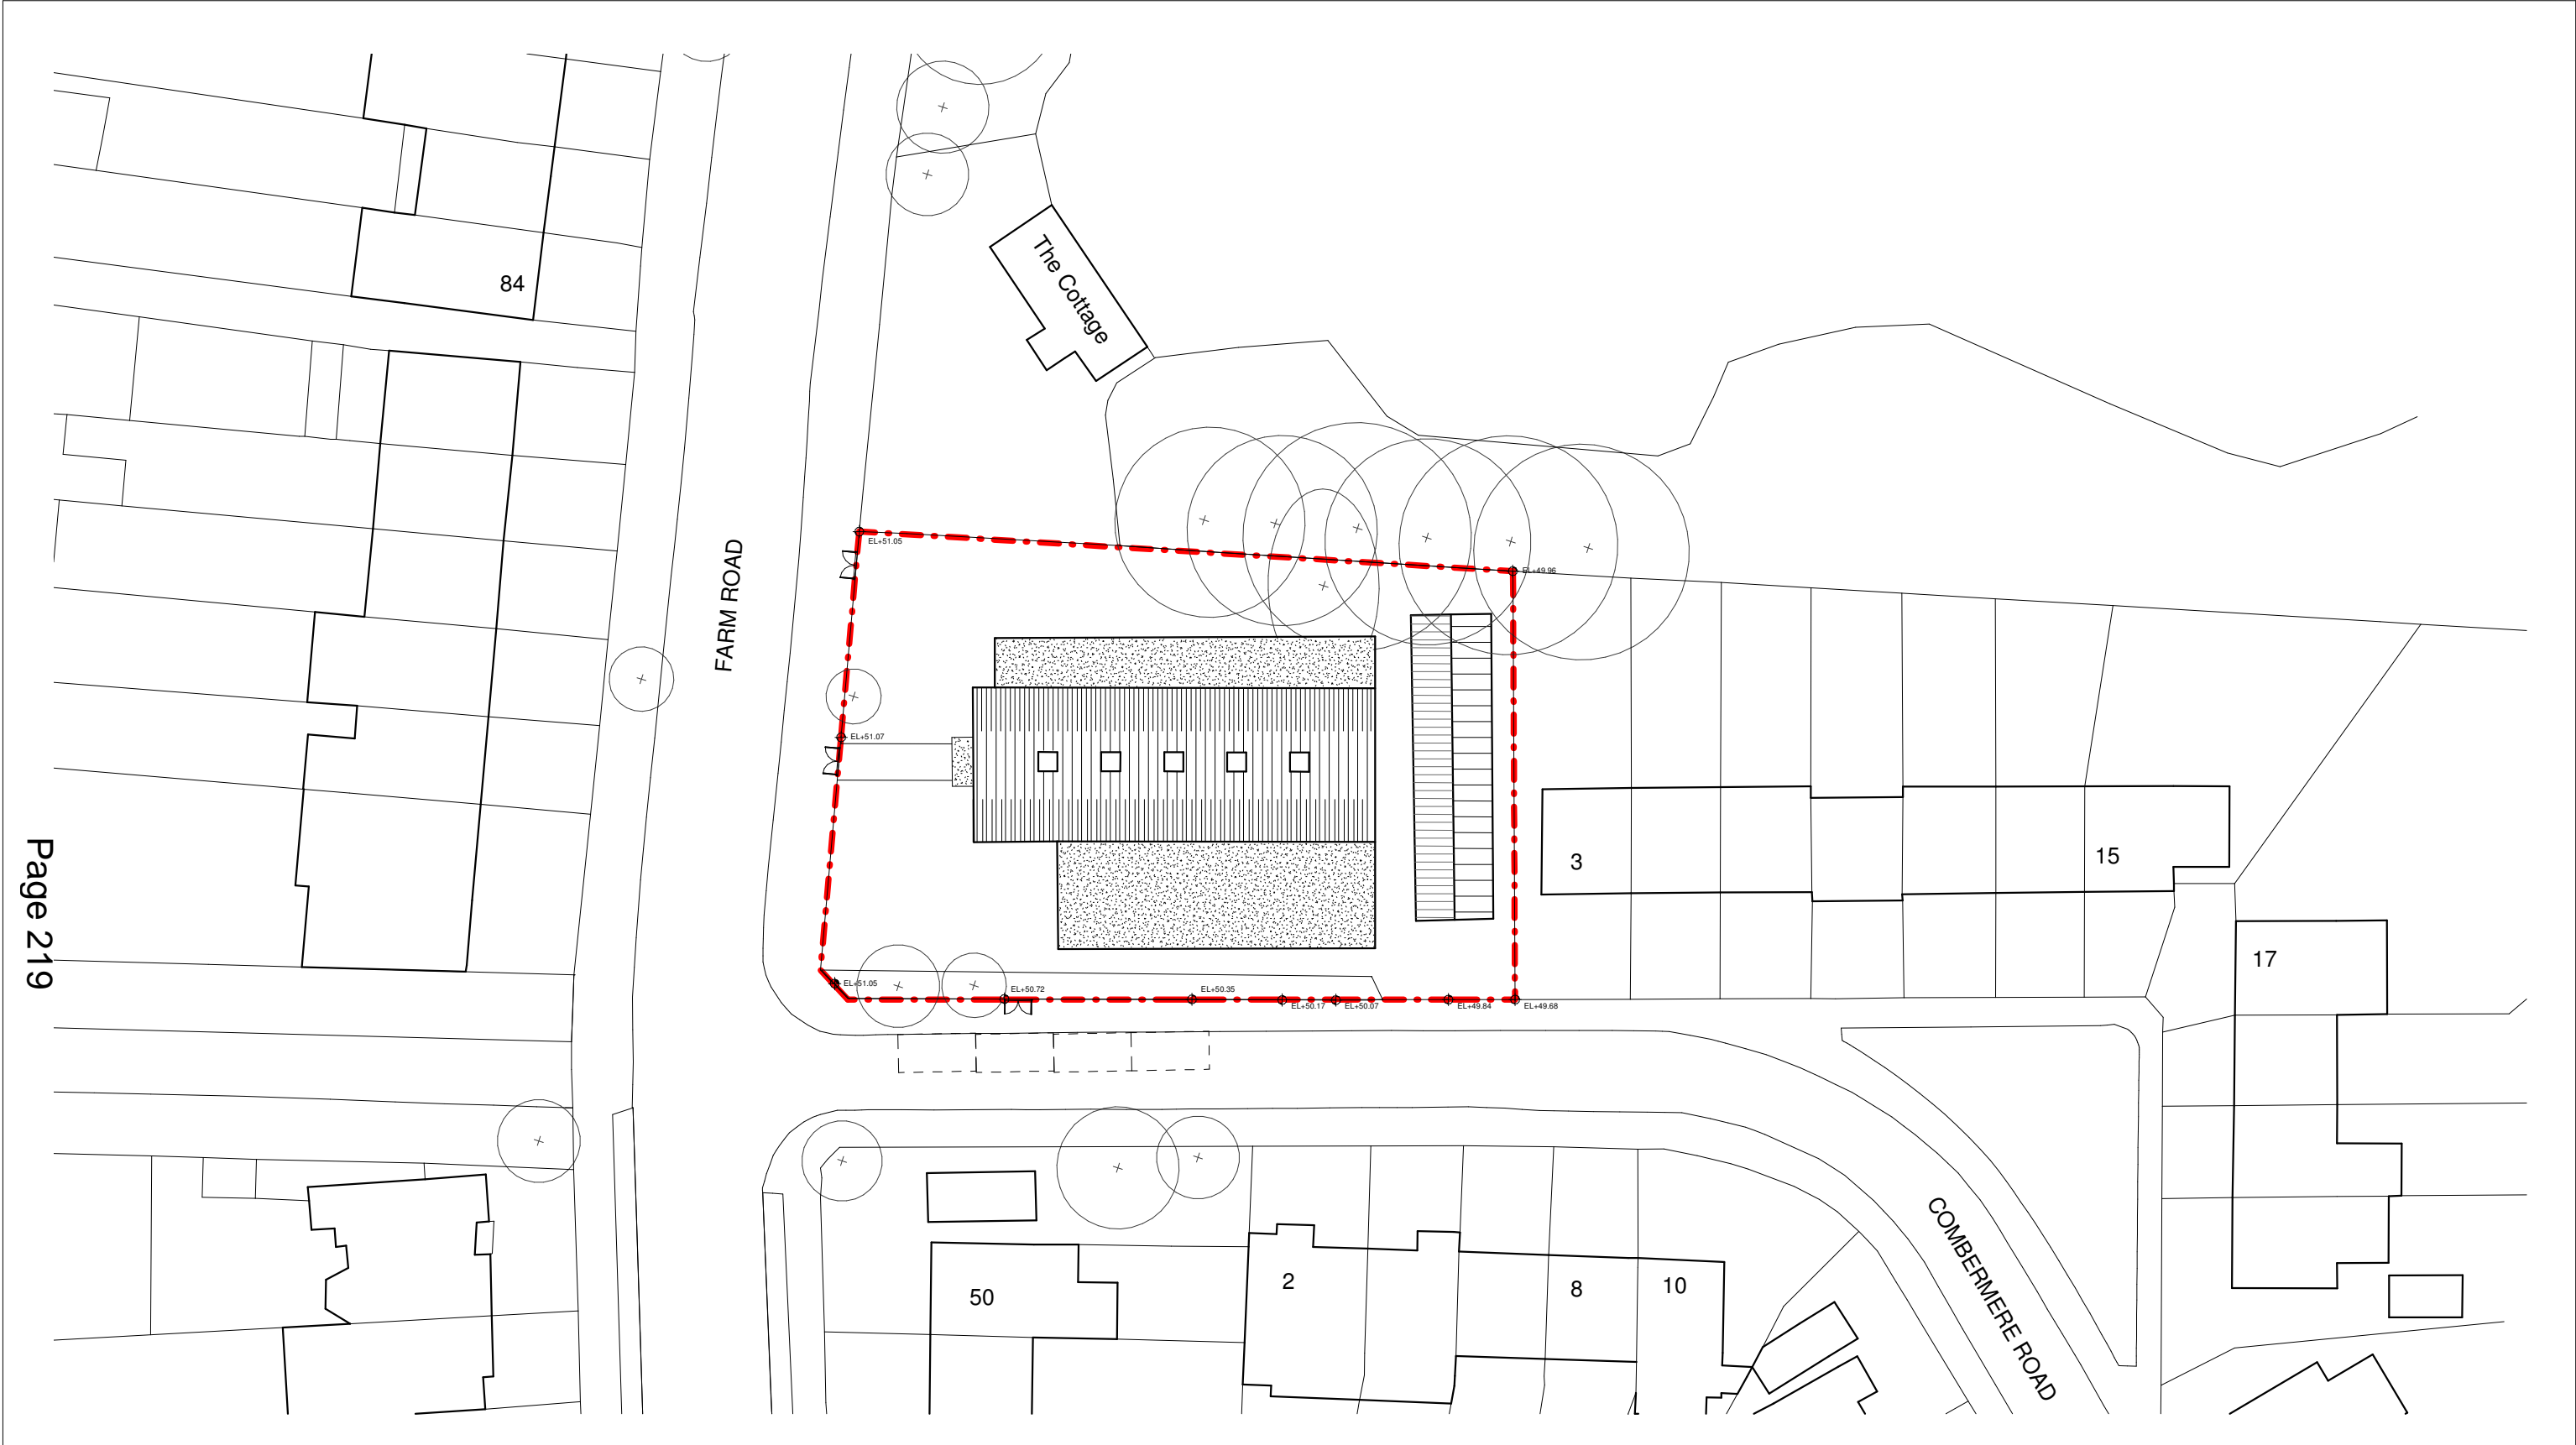 84
The Cottage
FARM ROAD
EL+51.05
EL+49.96
EL+51.07
3
15
17
Page 219
EL+51.05
EL+50.72
EL+50.35
EL+50.17
EL+50.07
EL+49.84
EL+49.68
50
2
8
10
COMBERMERE ROAD